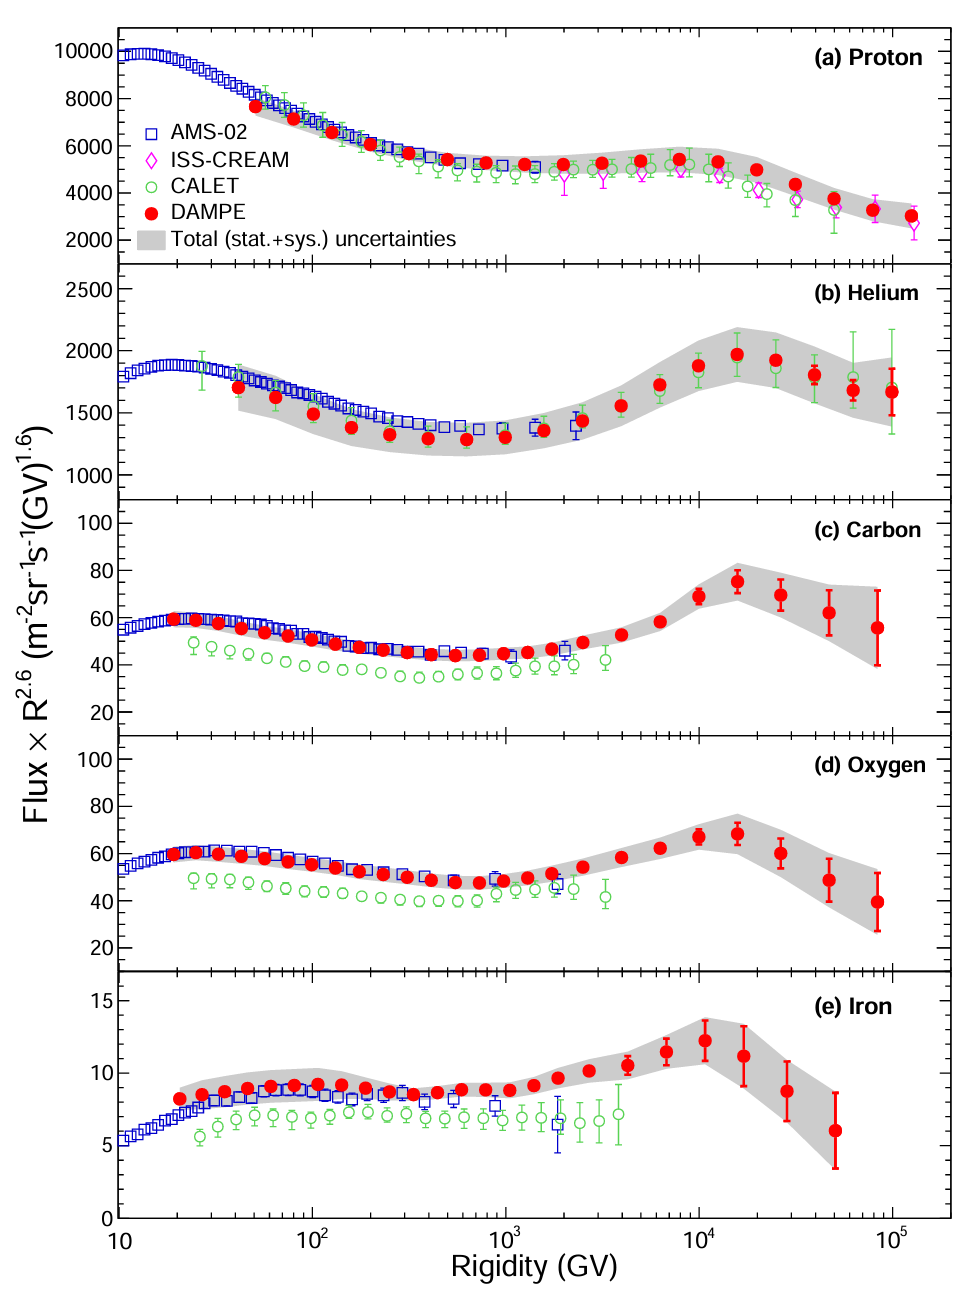 (a) Proton
10000
8000
6000
4000
2000
AMS-02
ISS-CREAM
CALET
DAMPE
Total (stat.+sys.) uncertainties
(b) Helium
2500
2000
1500
1000
(c) Carbon
100
80
60
40
20
(d) Oxygen
100
80
60
40
20
(e) Iron
15
10
5
0
Flux × R^2.6 (m^-2sr^-1s^-1(GV)^1.6)
10 10^2 10^3 10^4 10^5
Rigidity (GV)